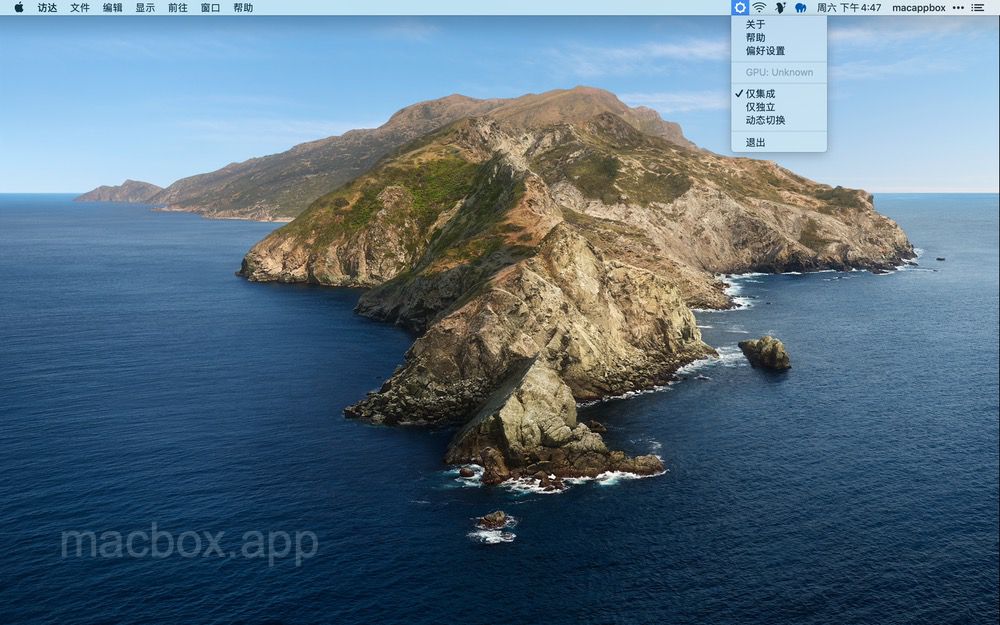 访达 文件 编辑 显示 前往 窗口 帮助 周六 下午4:47 macappbox
关于
帮助
偏好设置
GPU: Unknown
仅集成
仅独立
动态切换
退出
macbox.app